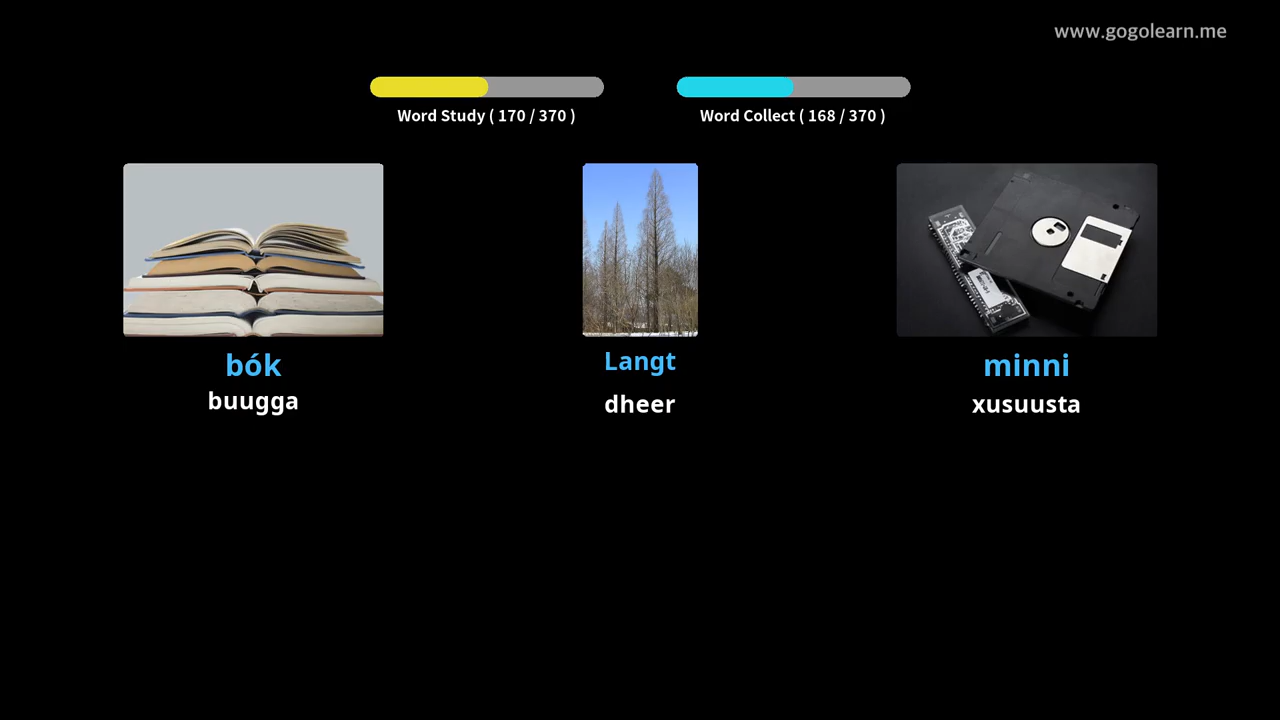 www.gogolearn.me
Word Study ( 170 / 370 )
Word Collect ( 168 / 370 )
bók
buugga
Langt
dheer
minni
xusuusta